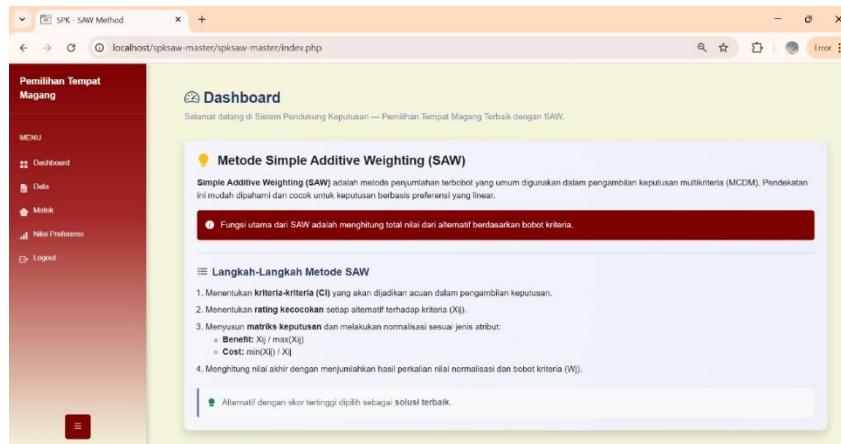 SPK - SAW Method
localhost/spksaw-master/spksaw-master/index.php
Error
Pemilihan Tempat
Magang
MENU
Dashboard
Data
Matrik
Nilai Preferensi
Logout
Dashboard
Selamat datang di Sistem Pendukung Keputusan — Pemilihan Tempat Magang Terbaik dengan SAW.
Metode Simple Additive Weighting (SAW)
Simple Additive Weighting (SAW) adalah metode penjumlahan terbobot yang umum digunakan dalam pengambilan keputusan multikriteria (MCDM). Pendekatan
ini mudah dipahami dan cocok untuk keputusan berbasis preferensi yang linear.
Fungsi utama dari SAW adalah menghitung total nilai dari alternatif berdasarkan bobot kriteria.
Langkah-Langkah Metode SAW
1. Menentukan kriteria-kriteria (Ci) yang akan dijadikan acuan dalam pengambilan keputusan.
2. Menentukan rating kecocokan setiap alternatif terhadap kriteria (Xij).
3. Menyusun matriks keputusan dan melakukan normalisasi sesuai jenis atribut:
Benefit: Xij / max(Xij)
Cost: min(Xij) / Xij
4. Menghitung nilai akhir dengan menjumlahkan hasil perkalian nilai normalisasi dan bobot kriteria (Wj).
Alternatif dengan skor tertinggi dipilih sebagai solusi terbaik.